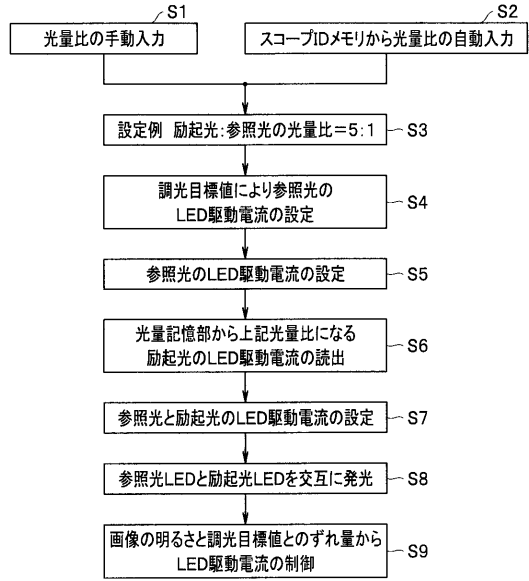 S1
光量比の手動入力
S2
スコープIDメモリから光量比の自動入力
設定例 励起光:参照光の光量比=5:1
S3
調光目標値により参照光の
LED駆動電流の設定
S4
参照光のLED駆動電流の設定
S5
光量記憶部から上記光量比になる
励起光のLED駆動電流の読出
S6
参照光と励起光のLED駆動電流の設定
S7
参照光LEDと励起光LEDを交互に発光
S8
画像の明るさと調光目標値とのずれ量から
LED駆動電流の制御
S9